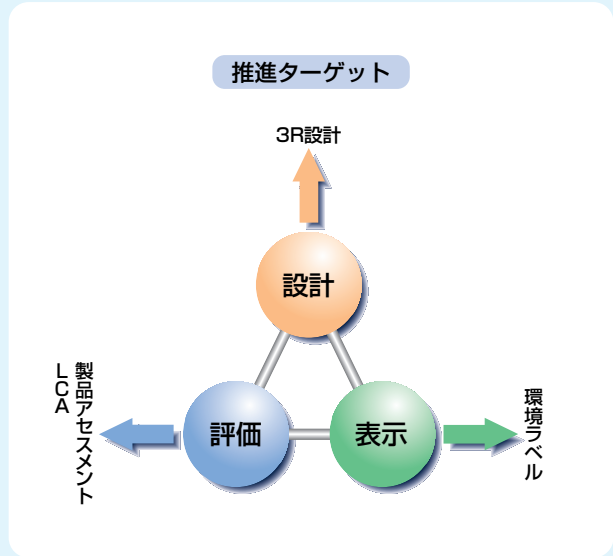 推進ターゲット
3R設計
設計
製品アセスメント
LCA
評価
表示
環境ラベル